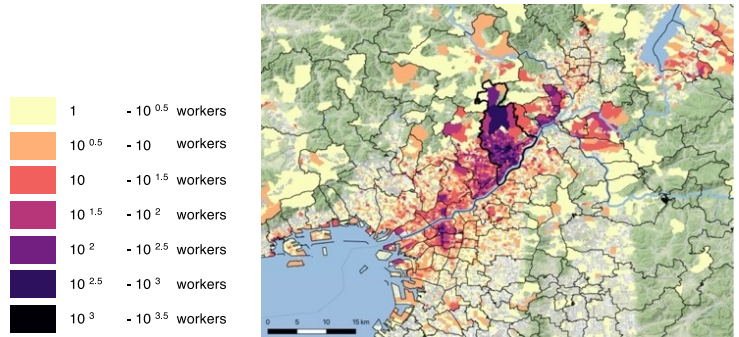 1 - 10 0.5 workers
10 0.5 - 10 workers
10 - 10 1.5 workers
10 1.5 - 10 2 workers
10 2 - 10 2.5 workers
10 2.5 - 10 3 workers
10 3 - 10 3.5 workers
0 5 10 15 km